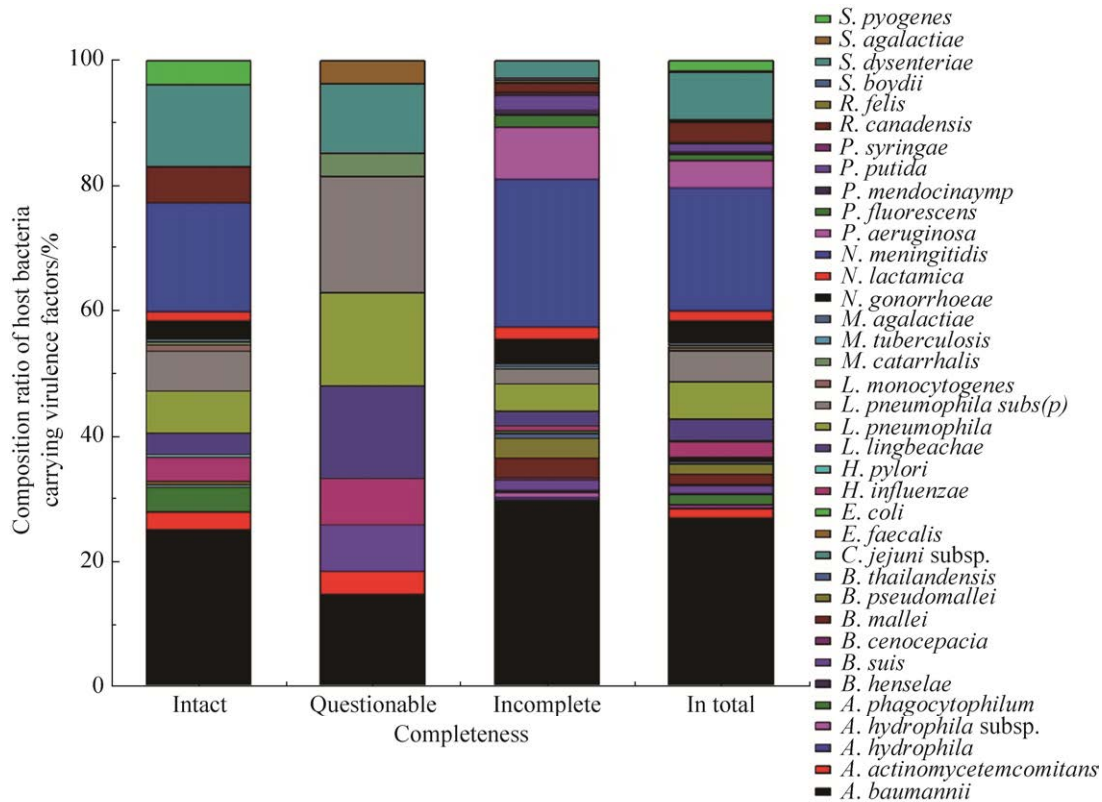 Composition ratio of host bacteria
carrying virulence factors/%
100
80
60
40
20
0
Intact
Questionable
Incomplete
In total
Completeness
S. pyogenes
S. agalactiae
S. dysenteriae
S. boydii
R. felis
R. canadensis
P. syringae
P. putida
P. mendocinaymp
P. fluorescens
P. aeruginosa
N. meningitidis
N. lactamica
N. gonorrhoeae
M. agalactiae
M. tuberculosis
M. catarrhalis
L. monocytogenes
L. pneumophila subs(p)
L. pneumophila
L. lingbeachae
H. pylori
H. influenzae
E. coli
E. faecalis
C. jejuni subsp.
B. thailandensis
B. pseudomallei
B. mallei
B. cenocepacia
B. suis
B. henselae
A. phagocytophilum
A. hydrophila subsp.
A. hydrophila
A. actinomycetemcomitans
A. baumannii